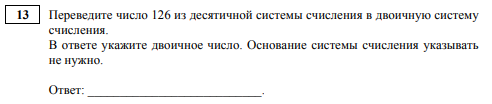 13 Переведите число 126 из десятичной системы счисления в двоичную систему
счисления.
В ответе укажите двоичное число. Основание системы счисления указывать
не нужно.
Ответ: ___________________________.